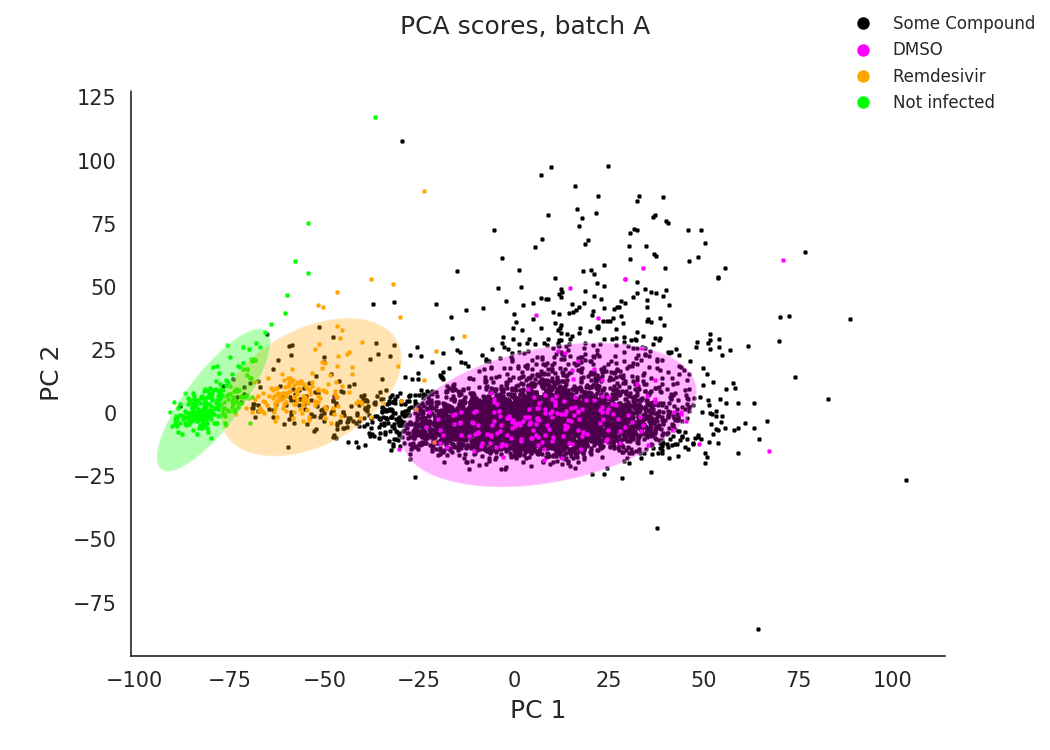 PCA scores, batch A
Some Compound
DMSO
Remdesivir
Not infected
125
100
75
50
25
0
−25
−50
−75
PC 2
−100
−75
−50
−25
0
25
50
75
100
PC 1